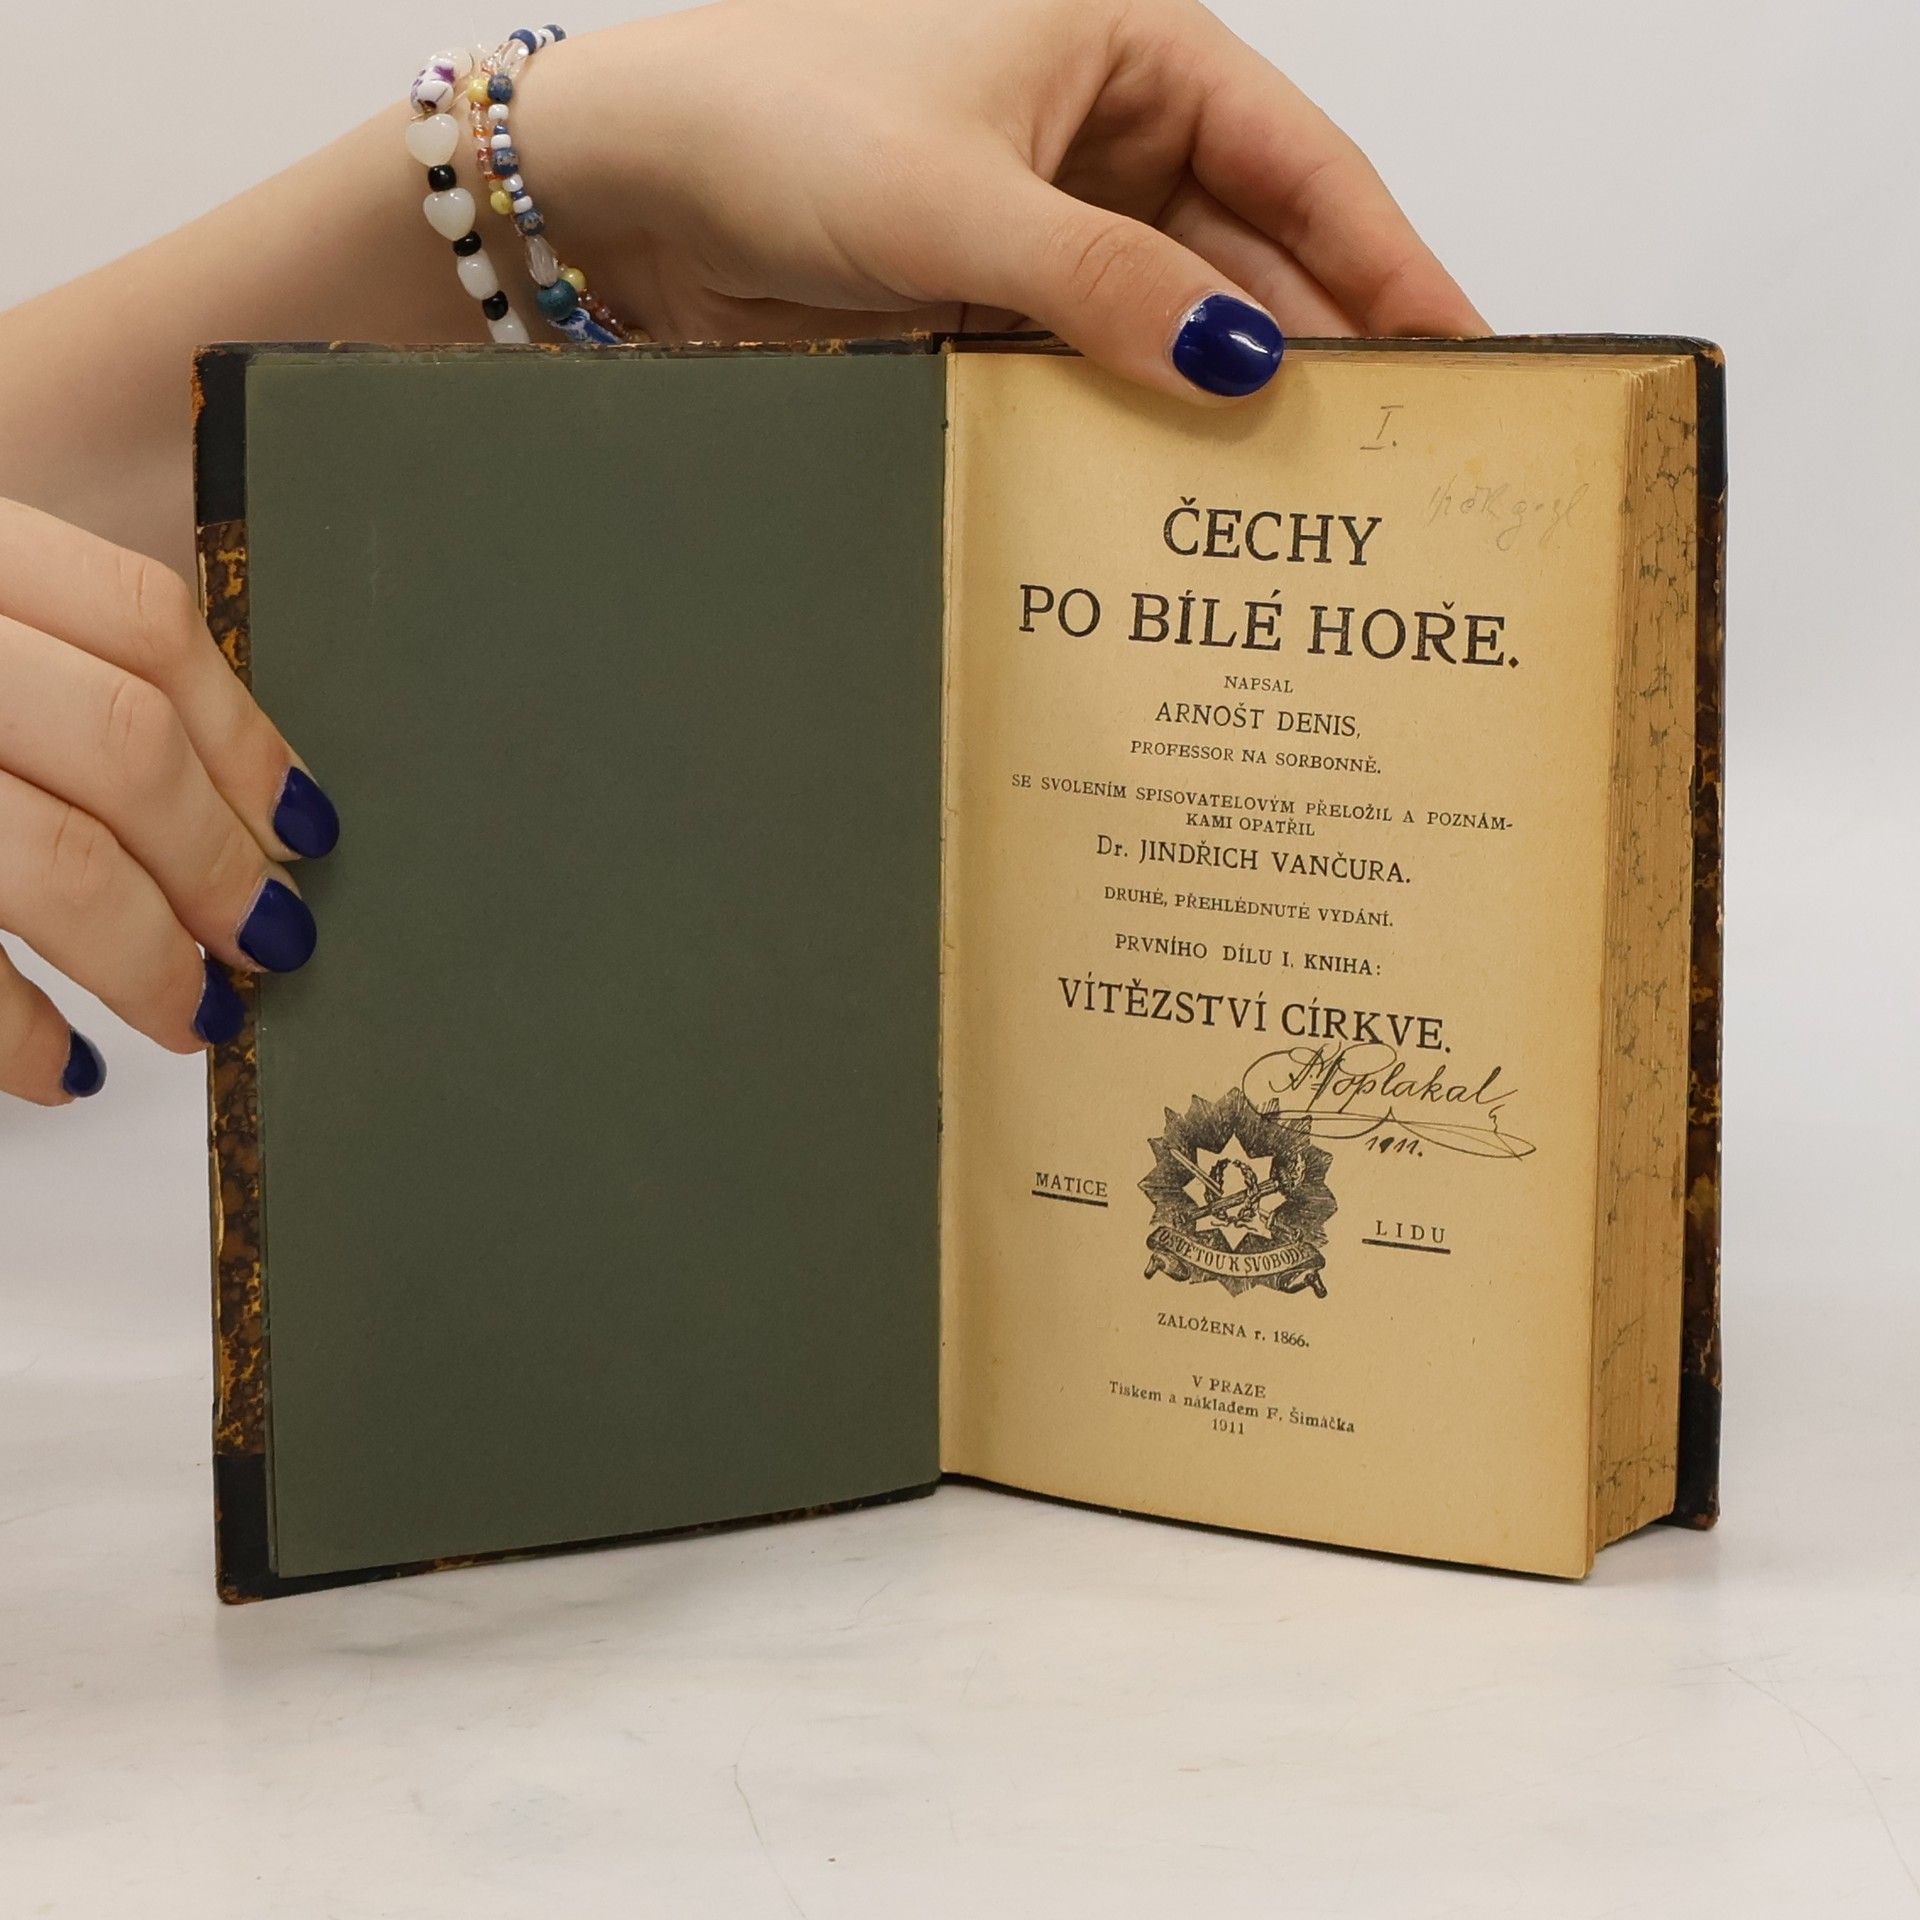 I.
ČECHY
PO BÍLÉ HOŘE.
NAPSAL
ARNOŠT DENIS,
PROFESSOR NA SORBONNĚ.
SE SVOLENÍM SPISOVATELOVÝM PŘELOŽIL A POZNÁM-
KAMI OPATŘIL
Dr. JINDŘICH VANČURA.
DRUHÉ, PŘEHLÉDNUTÉ VYDÁNÍ.
PRVNÍHO DÍLU I. KNIHA:
VÍTĚZSTVÍ CÍRKVE.
1911.
MATICE
LIDU
OSVĚTOU K SVOBODĚ
ZALOŽENA r. 1866.
V PRAZE
Tiskem a nákladem F. Šimáčka
1911